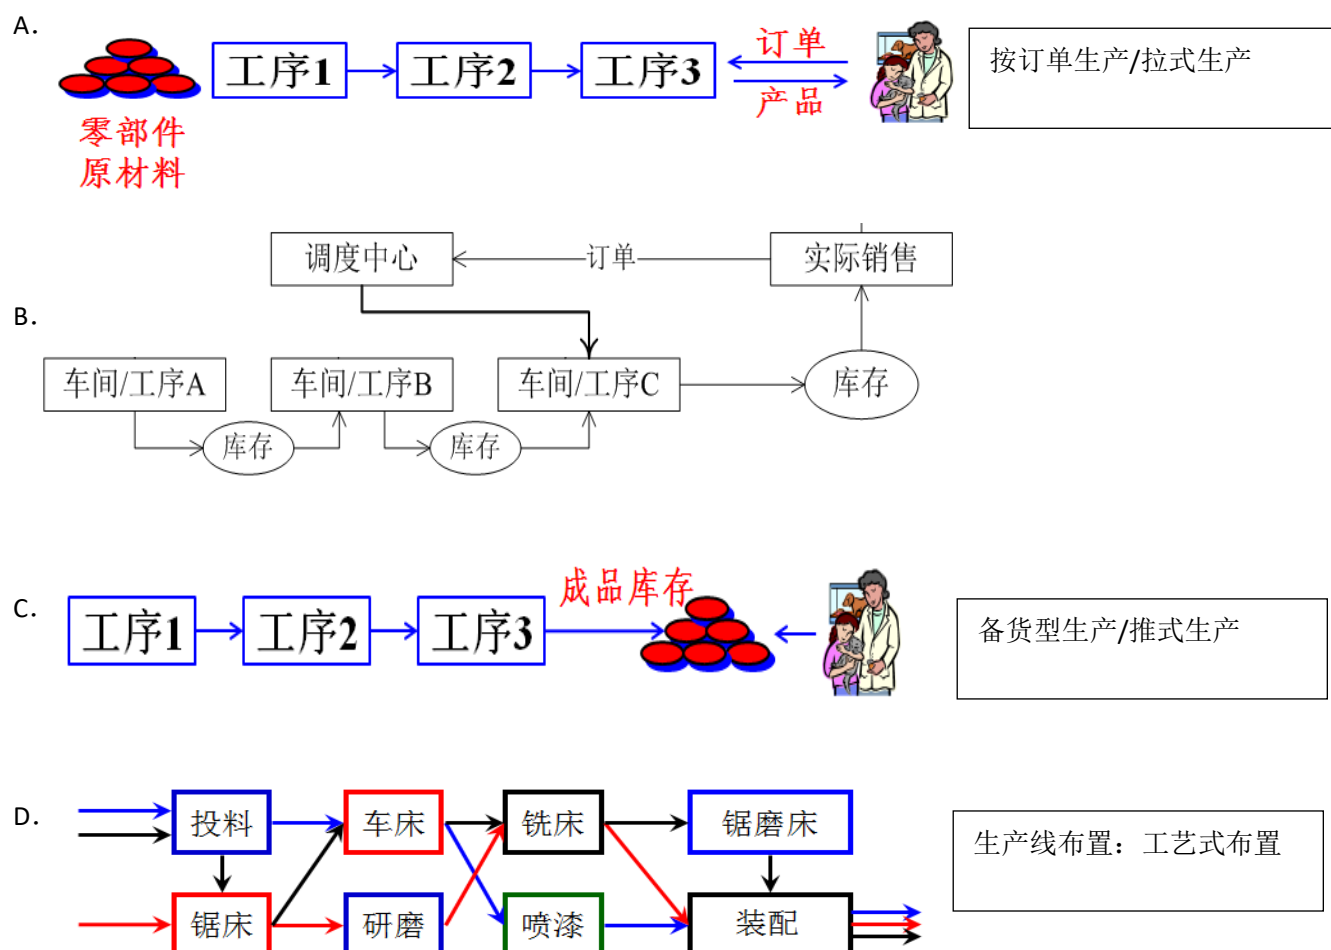 A.
工序1
工序2
工序3
订单
产品
按订单生产/拉式生产
零部件
原材料
调度中心
订单
实际销售
B.
车间/工序A
车间/工序B
车间/工序C
库存
库存
库存
成品库存
C.
工序1
工序2
工序3
备货型生产/推式生产
D.
投料
车床
铣床
锯磨床
生产线布置：工艺式布置
锯床
研磨
喷漆
装配